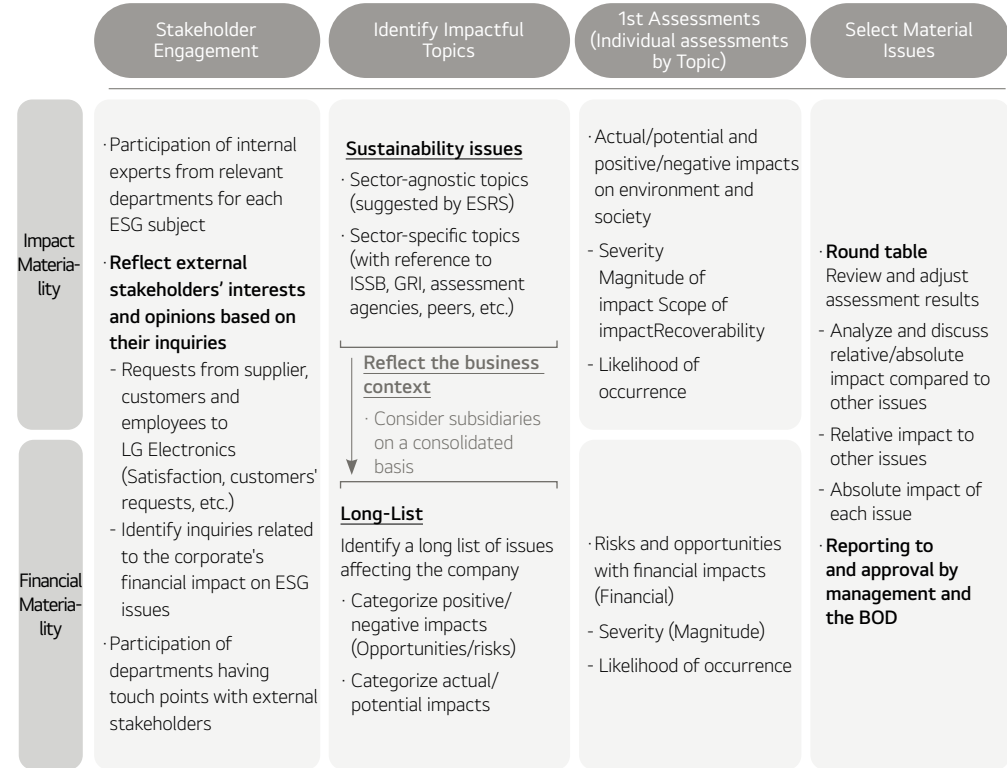 Stakeholder
Engagement
Identify Impactful
Topics
1st Assessments
(Individual assessments
by Topic)
Select Material
Issues
Impact
Materia-
lity
Financial
Materia-
lity
· Participation of internal
experts from relevant
departments for each
ESG subject
· Reflect external
stakeholders' interests
and opinions based on
their inquiries
- Requests from supplier,
customers and
employees to
LG Electronics
(Satisfaction, customers'
requests, etc.)
- Identify inquiries related
to the corporate's
financial impact on ESG
issues
· Participation of
departments having
touch points with external
stakeholders
Sustainability issues
· Sector-agnostic topics
(suggested by ESRS)
· Sector-specific topics
(with reference to
ISSB, GRI, assessment
agencies, peers, etc.)
Reflect the business
context
· Consider subsidiaries
on a consolidated
basis
Long-List
Identify a long list of issues
affecting the company
· Categorize positive/
negative impacts
(Opportunities/risks)
· Categorize actual/
potential impacts
· Actual/potential and
positive/negative impacts
on environment and
society
- Severity
Magnitude of
impact Scope of
impactRecoverability
- Likelihood of
occurrence
· Risks and opportunities
with financial impacts
(Financial)
- Severity (Magnitude)
- Likelihood of occurrence
· Round table
Review and adjust
assessment results
- Analyze and discuss
relative/absolute
impact compared to
other issues
- Relative impact to
other issues
- Absolute impact of
each issue
· Reporting to
and approval by
management and
the BOD